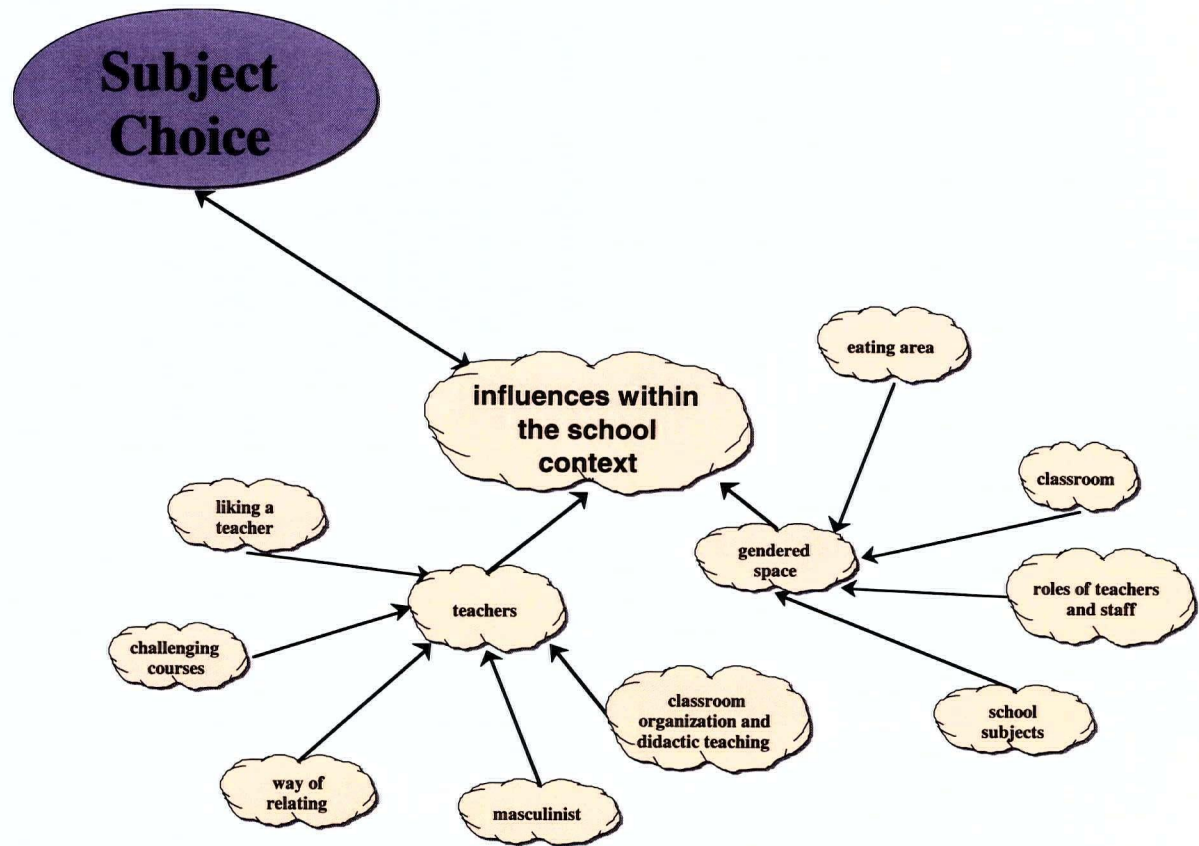 Subject
Choice
influences within
the school
context
eating area
classroom
gendered
space
roles of teachers
and staff
school
subjects
liking a
teacher
teachers
challenging
courses
way of
relating
masculinist
classroom
organization and
didactic teaching